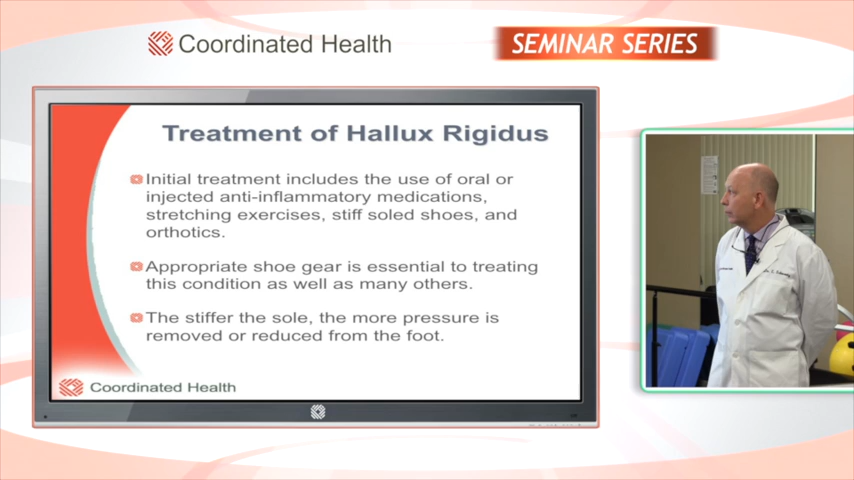 Coordinated Health
SEMINAR SERIES
Treatment of Hallux Rigidus
Initial treatment includes the use of oral or
injected anti-inflammatory medications,
stretching exercises, stiff soled shoes, and
orthotics.
Appropriate shoe gear is essential to treating
this condition as well as many others.
The stiffer the sole, the more pressure is
removed or reduced from the foot.
Coordinated Health